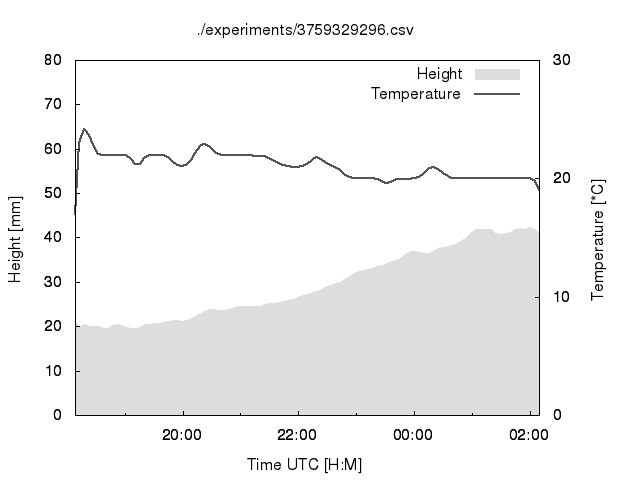 ./experiments/3759329296.csv
80
70
60
50
40
30
20
10
0
30
20
10
0
Height
Temperature
Height [mm]
Temperature [*C]
20:00
22:00
00:00
02:00
Time UTC [H:M]